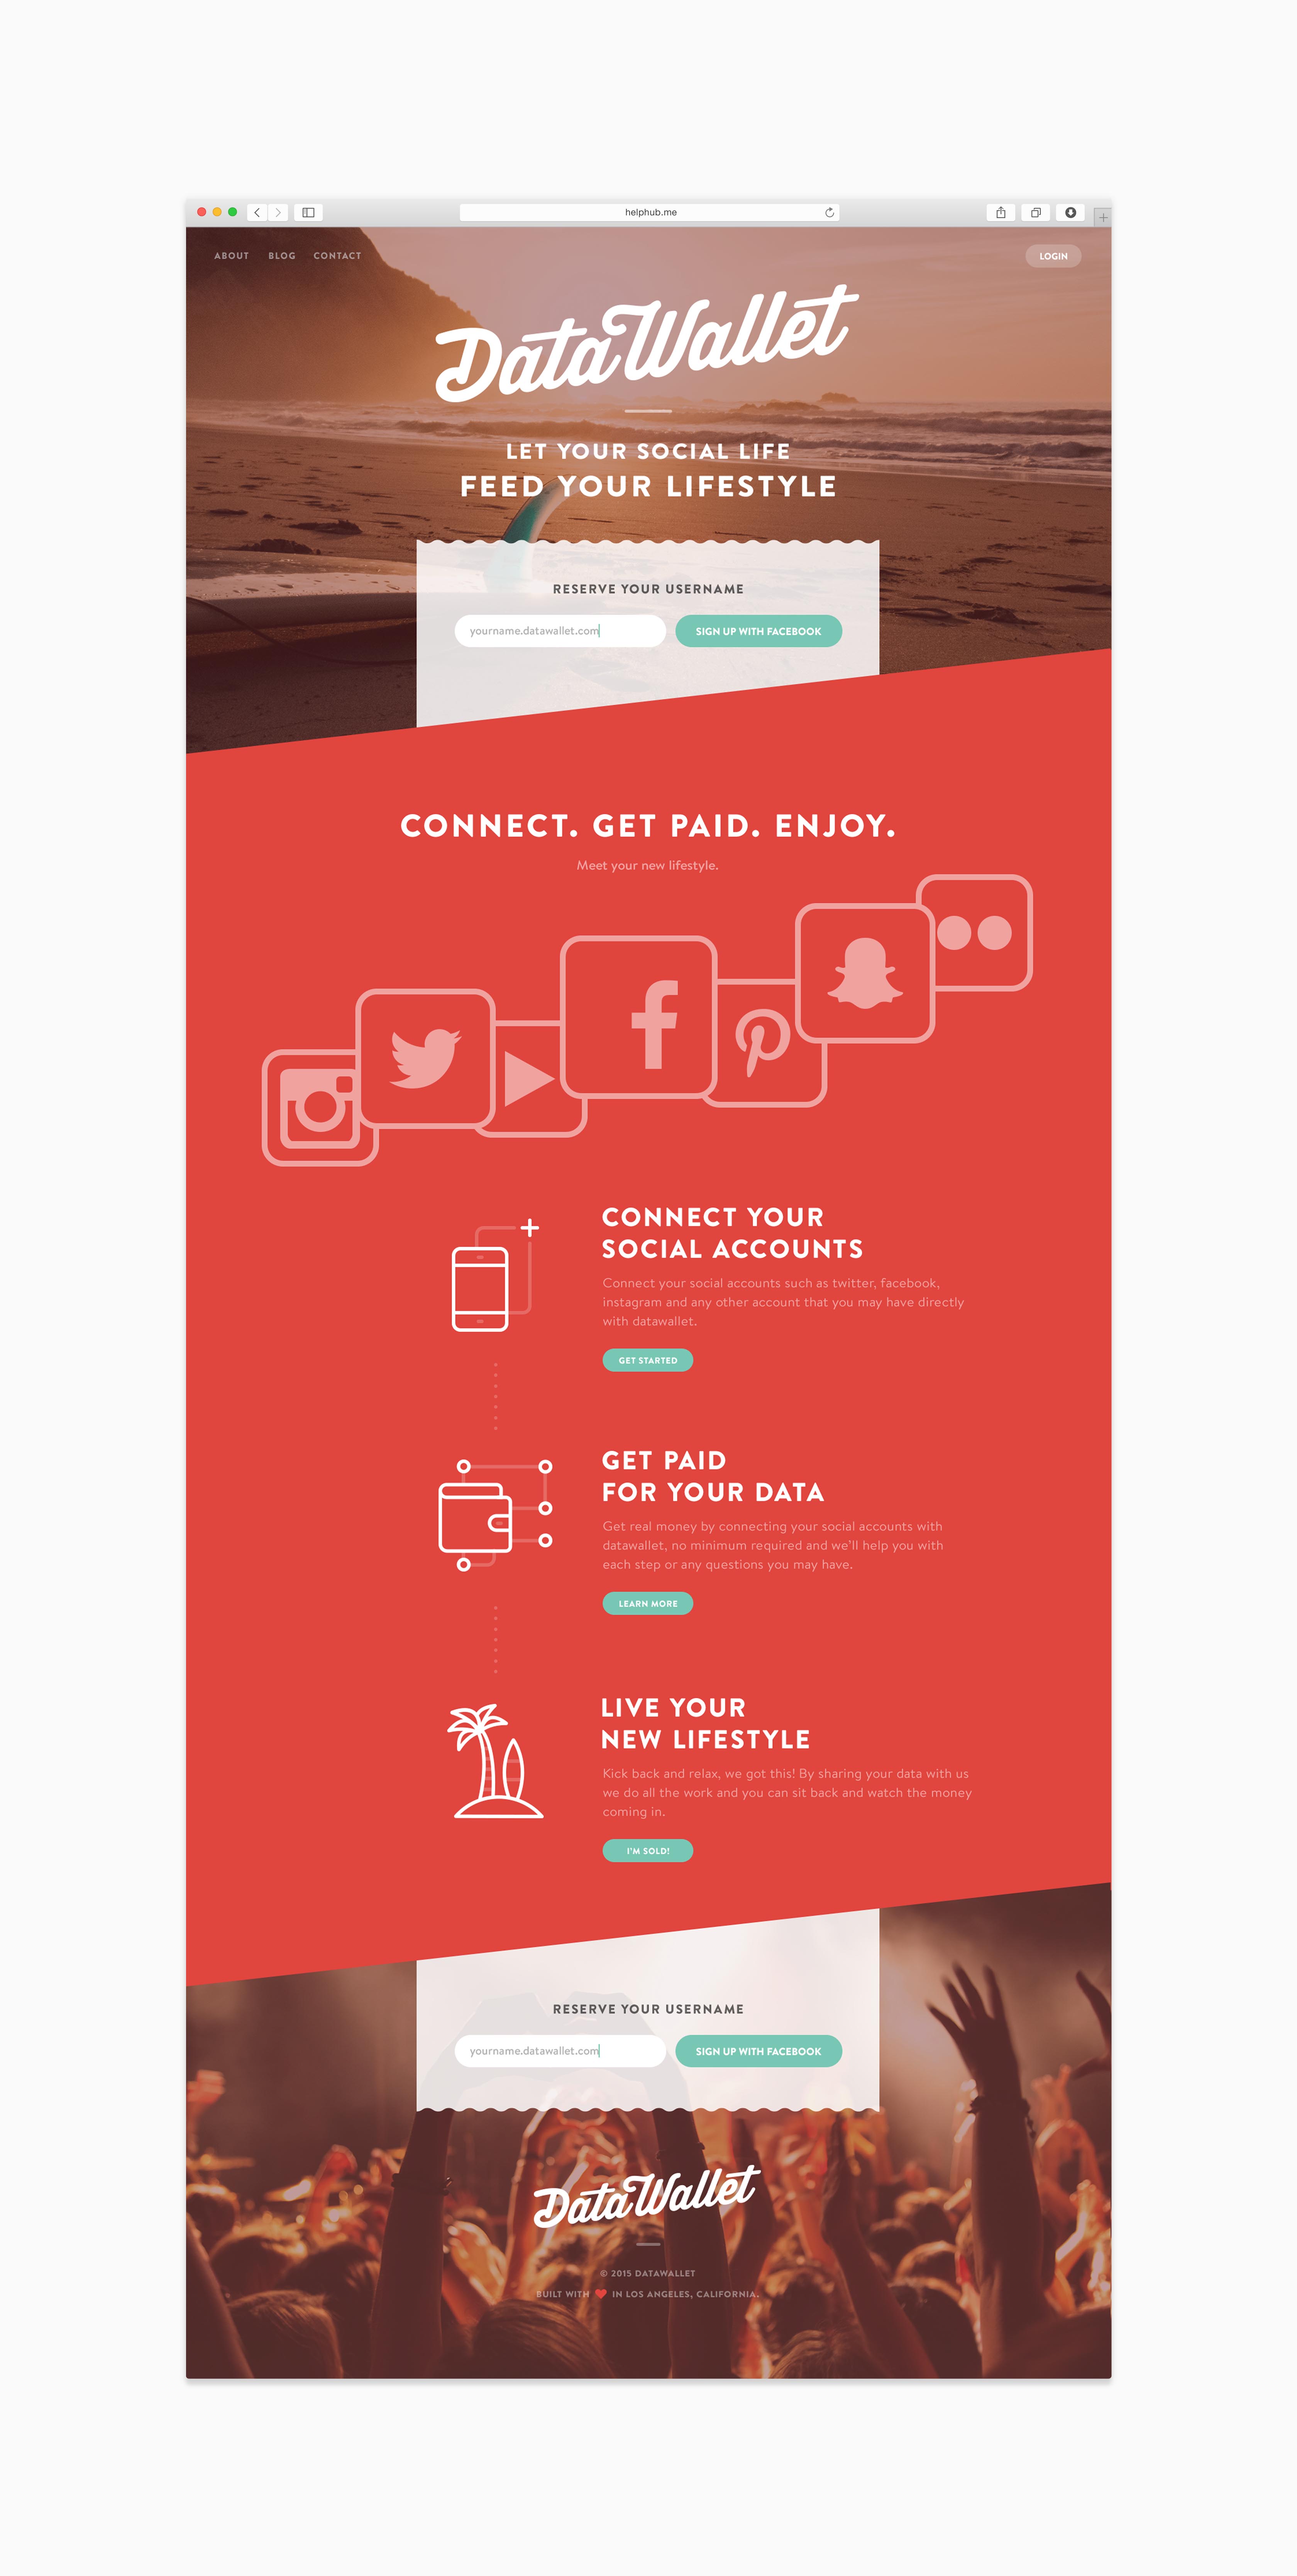 helphub.me
ABOUT BLOG CONTACT
LOGIN
DataWallet
LET YOUR SOCIAL LIFE
FEED YOUR LIFESTYLE
RESERVE YOUR USERNAME
yourname.datawallet.com
SIGN UP WITH FACEBOOK
CONNECT. GET PAID. ENJOY.
Meet your new lifestyle.
CONNECT YOUR
SOCIAL ACCOUNTS
Connect your social accounts such as twitter, facebook,
instagram and any other account that you may have directly
with datawallet.
GET STARTED
GET PAID
FOR YOUR DATA
Get real money by connecting your social accounts with
datawallet, no minimum required and we'll help you with
each step or any questions you may have.
LEARN MORE
LIVE YOUR
NEW LIFESTYLE
Kick back and relax, we got this! By sharing your data with us
we do all the work and you can sit back and watch the money
coming in.
I'M SOLD!
RESERVE YOUR USERNAME
yourname.datawallet.com
SIGN UP WITH FACEBOOK
DataWallet
© 2015 DATAWALLET
BUILT WITH ♥ IN LOS ANGELES, CALIFORNIA.